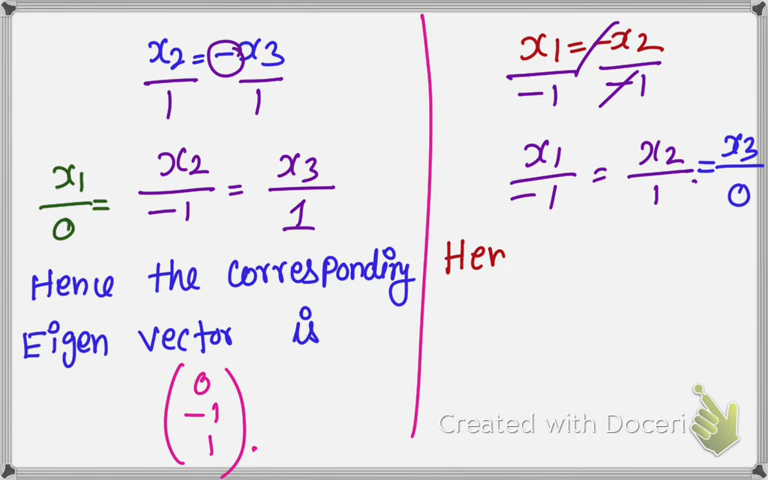 x2/1 = -x3/1
x1/0 = x2/-1 = x3/1
Hence the corresponding
Eigen vector is
(0
-1
1).
x1/-1 = -x2/-1
x1/-1 = x2/1 = x3/0
Hen
Created with Doceri